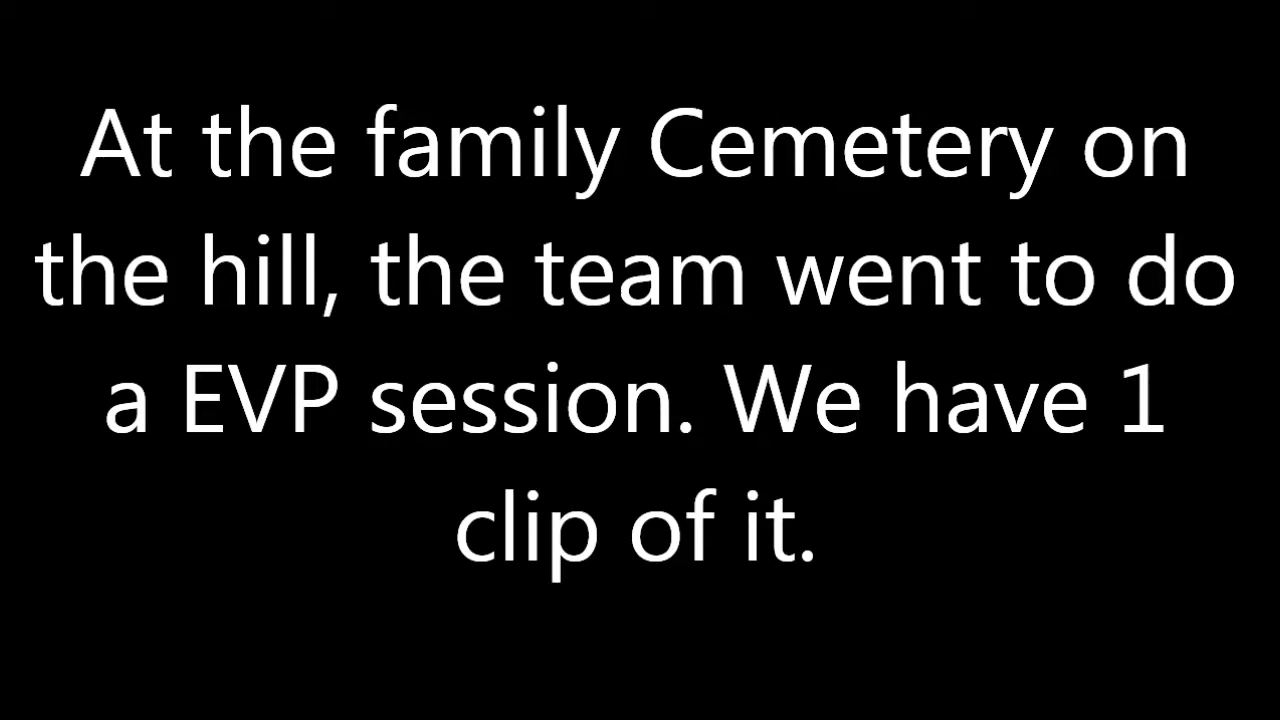 At the family Cemetery on
the hill, the team went to do
a EVP session. We have 1
clip of it.